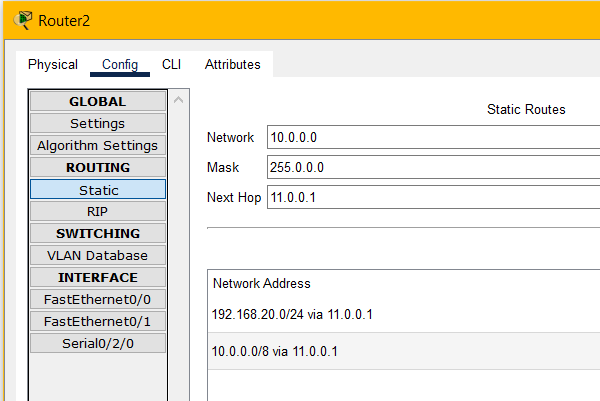 Router2
Physical Config CLI Attributes
GLOBAL
Settings
Algorithm Settings
ROUTING
Static
RIP
SWITCHING
VLAN Database
INTERFACE
FastEthernet0/0
FastEthernet0/1
Serial0/2/0
Static Routes
Network 10.0.0.0
Mask 255.0.0.0
Next Hop 11.0.0.1
Network Address
192.168.20.0/24 via 11.0.0.1
10.0.0.0/8 via 11.0.0.1